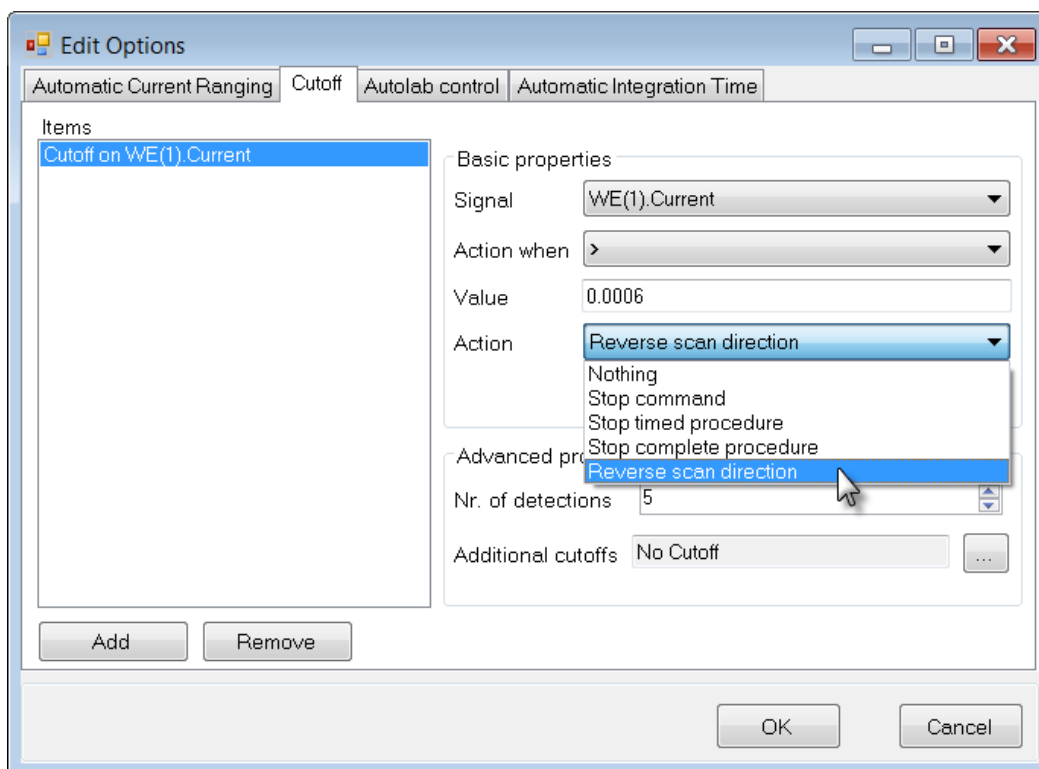 Edit Options
Automatic Current Ranging Cutoff Autolab control Automatic Integration Time
Items
Cutoff on WE(1).Current
Basic properties
Signal WE(1).Current
Action when >
Value 0.0006
Action Reverse scan direction
Nothing
Stop command
Stop timed procedure
Stop complete procedure
Advanced pr
Reverse scan direction
Nr. of detections 5
Additional cutoffs No Cutoff ...
Add Remove
OK Cancel